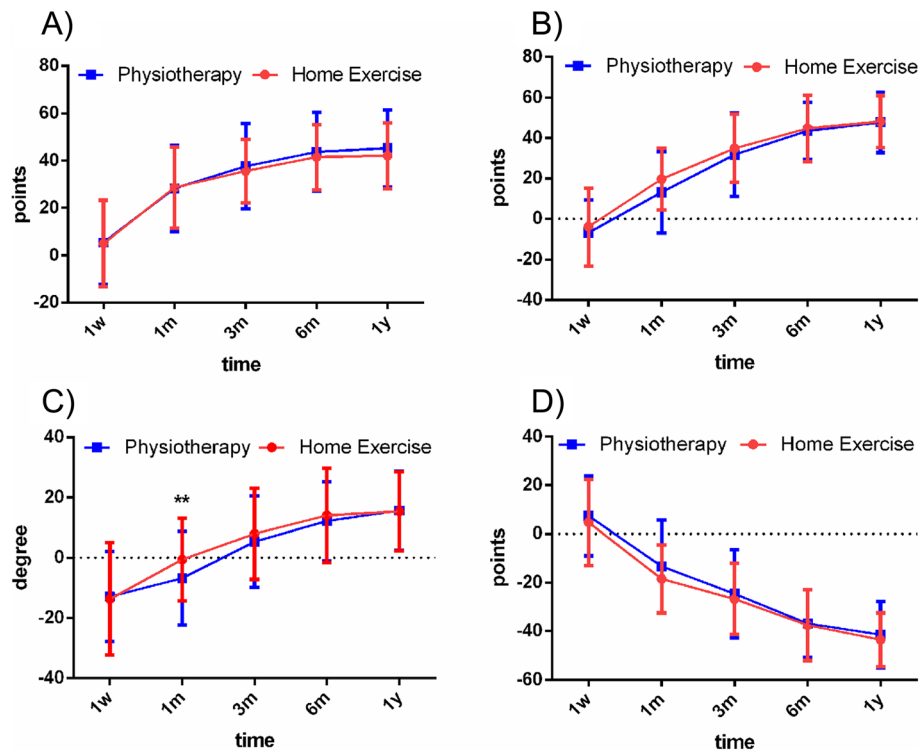 A)
Physiotherapy Home Exercise
80
60
40
20
0
-20
points
1w 1m 3m 6m 1y
time
B)
80
Physiotherapy Home Exercise
60
40
20
0
-20
-40
points
1w 1m 3m 6m 1y
time
C)
40
Physiotherapy Home Exercise
20
**
0
-20
-40
degree
1w 1m 3m 6m 1y
time
D)
40
Physiotherapy Home Exercise
20
0
-20
-40
-60
points
1w 1m 3m 6m 1y
time